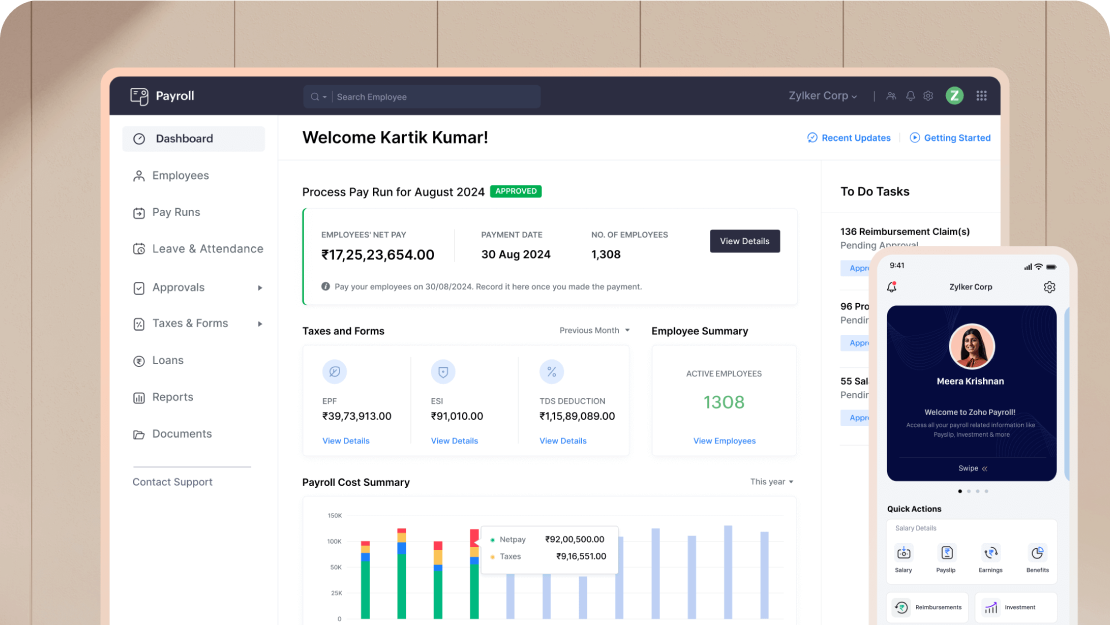 Payroll
Search Employee
Zylker Corp
Z
Dashboard
Employees
Pay Runs
Leave & Attendance
Approvals
Taxes & Forms
Loans
Reports
Documents
Contact Support
Welcome Kartik Kumar!
Recent Updates
Getting Started
Process Pay Run for August 2024 APPROVED
EMPLOYEES' NET PAY
₹17,25,23,654.00
PAYMENT DATE
30 Aug 2024
NO. OF EMPLOYEES
1,308
View Details
Pay your employees on 30/08/2024. Record it here once you made the payment.
Taxes and Forms
Previous Month
EPF
₹39,73,913.00
View Details
ESI
₹91,010.00
View Details
TDS DEDUCTION
₹1,15,89,089.00
View Details
Employee Summary
ACTIVE EMPLOYEES
1308
View Employees
Payroll Cost Summary
This year
150K
100K
50K
25K
0
Netpay ₹92,00,500.00
Taxes ₹9,16,551.00
To Do Tasks
136 Reimbursement Claim(s)
Pending Approval
Appr
96 Pro
Pendin
Appr
55 Sal
Pendin
Appr
9:41
Zylker Corp
Meera Krishnan
Welcome to Zoho Payroll!
Access all your payroll related information like
Payslip, Investment & more
Swipe
Quick Actions
Salary Details
Salary
Payslip
Earnings
Benefits
Reimbursements
Investment